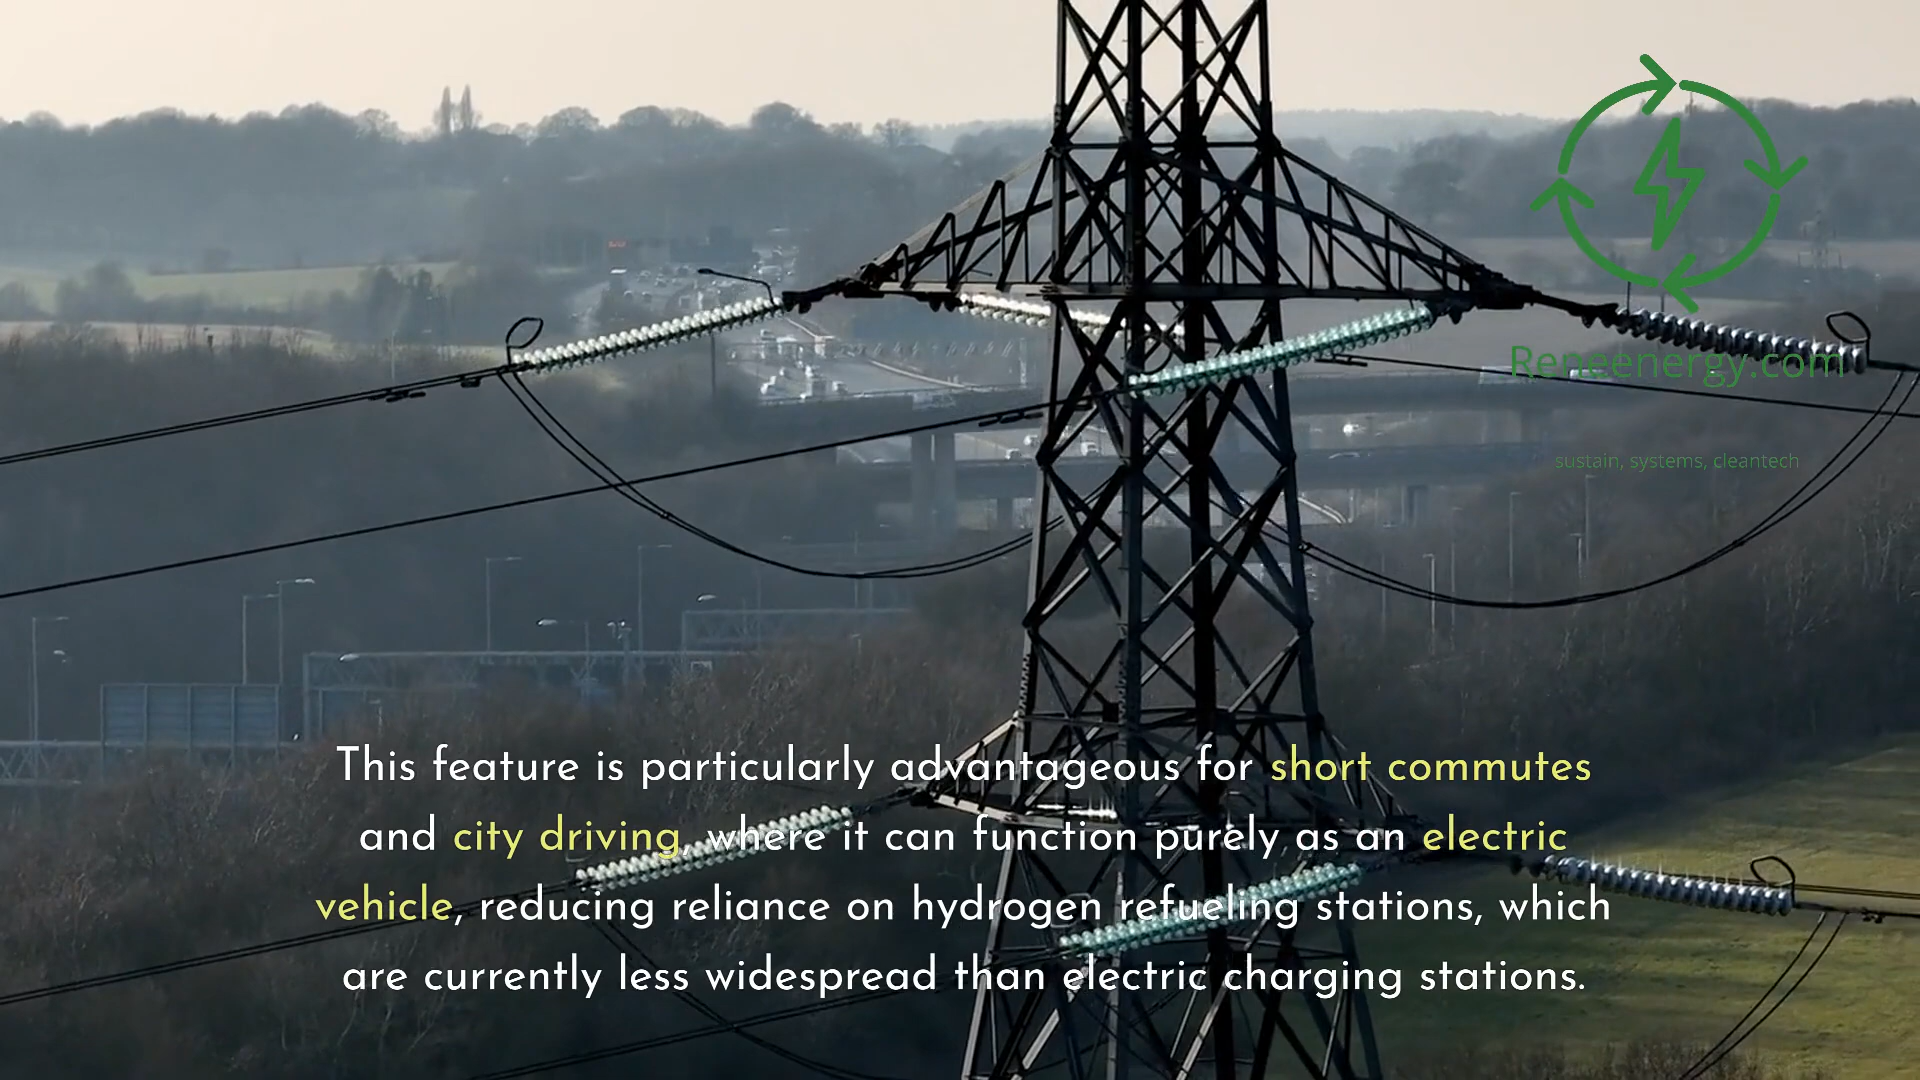 Reneenergy.com
sustain, systems, cleantech
This feature is particularly advantageous for short commutes
and city driving, where it can function purely as an electric
vehicle, reducing reliance on hydrogen refueling stations, which
are currently less widespread than electric charging stations.